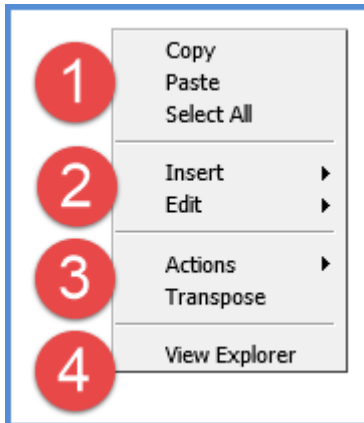 1
Copy
Paste
Select All
2
Insert
Edit
3
Actions
Transpose
4
View Explorer